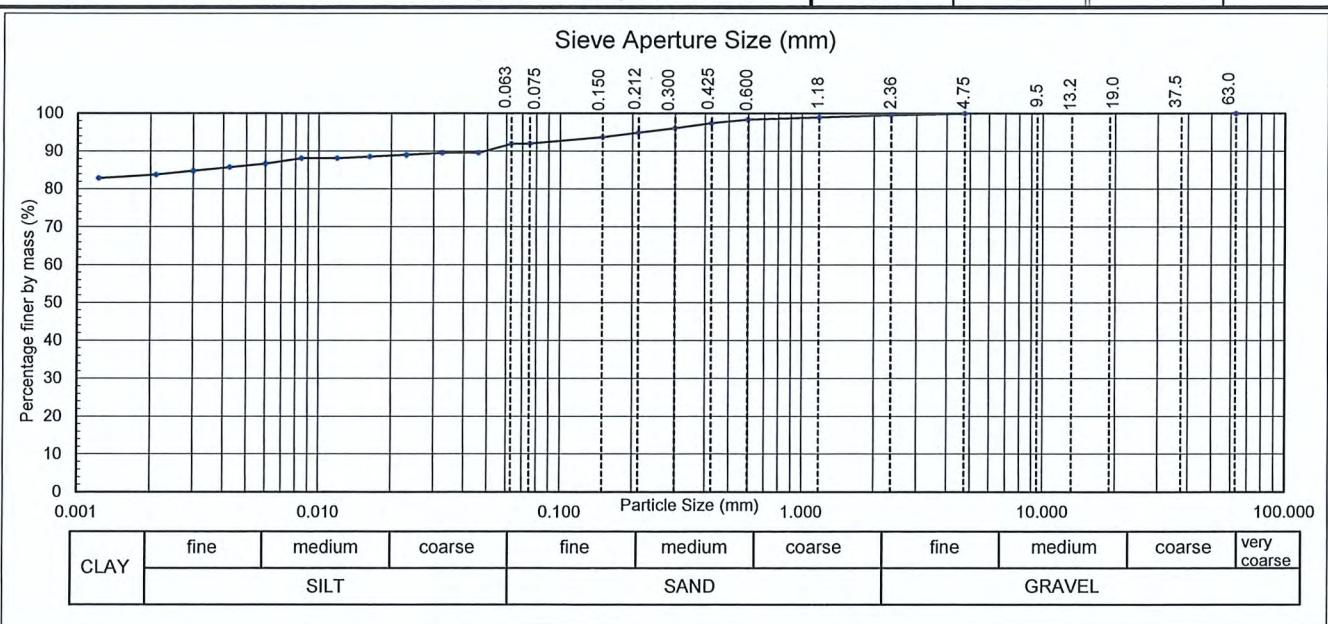 Sieve Aperture Size (mm)
0.063 0.075 0.150 0.212 0.300 0.425 0.600 1.18 2.36 4.75 9.5 13.2 19.0 37.5 63.0
100
90
80
70
60
50
40
30
20
10
0
Percentage finer by mass (%)
0.001 0.010 0.100 Particle Size (mm) 1.000 10.000 100.000
CLAY
fine medium coarse fine medium coarse fine medium coarse very coarse
SILT SAND GRAVEL